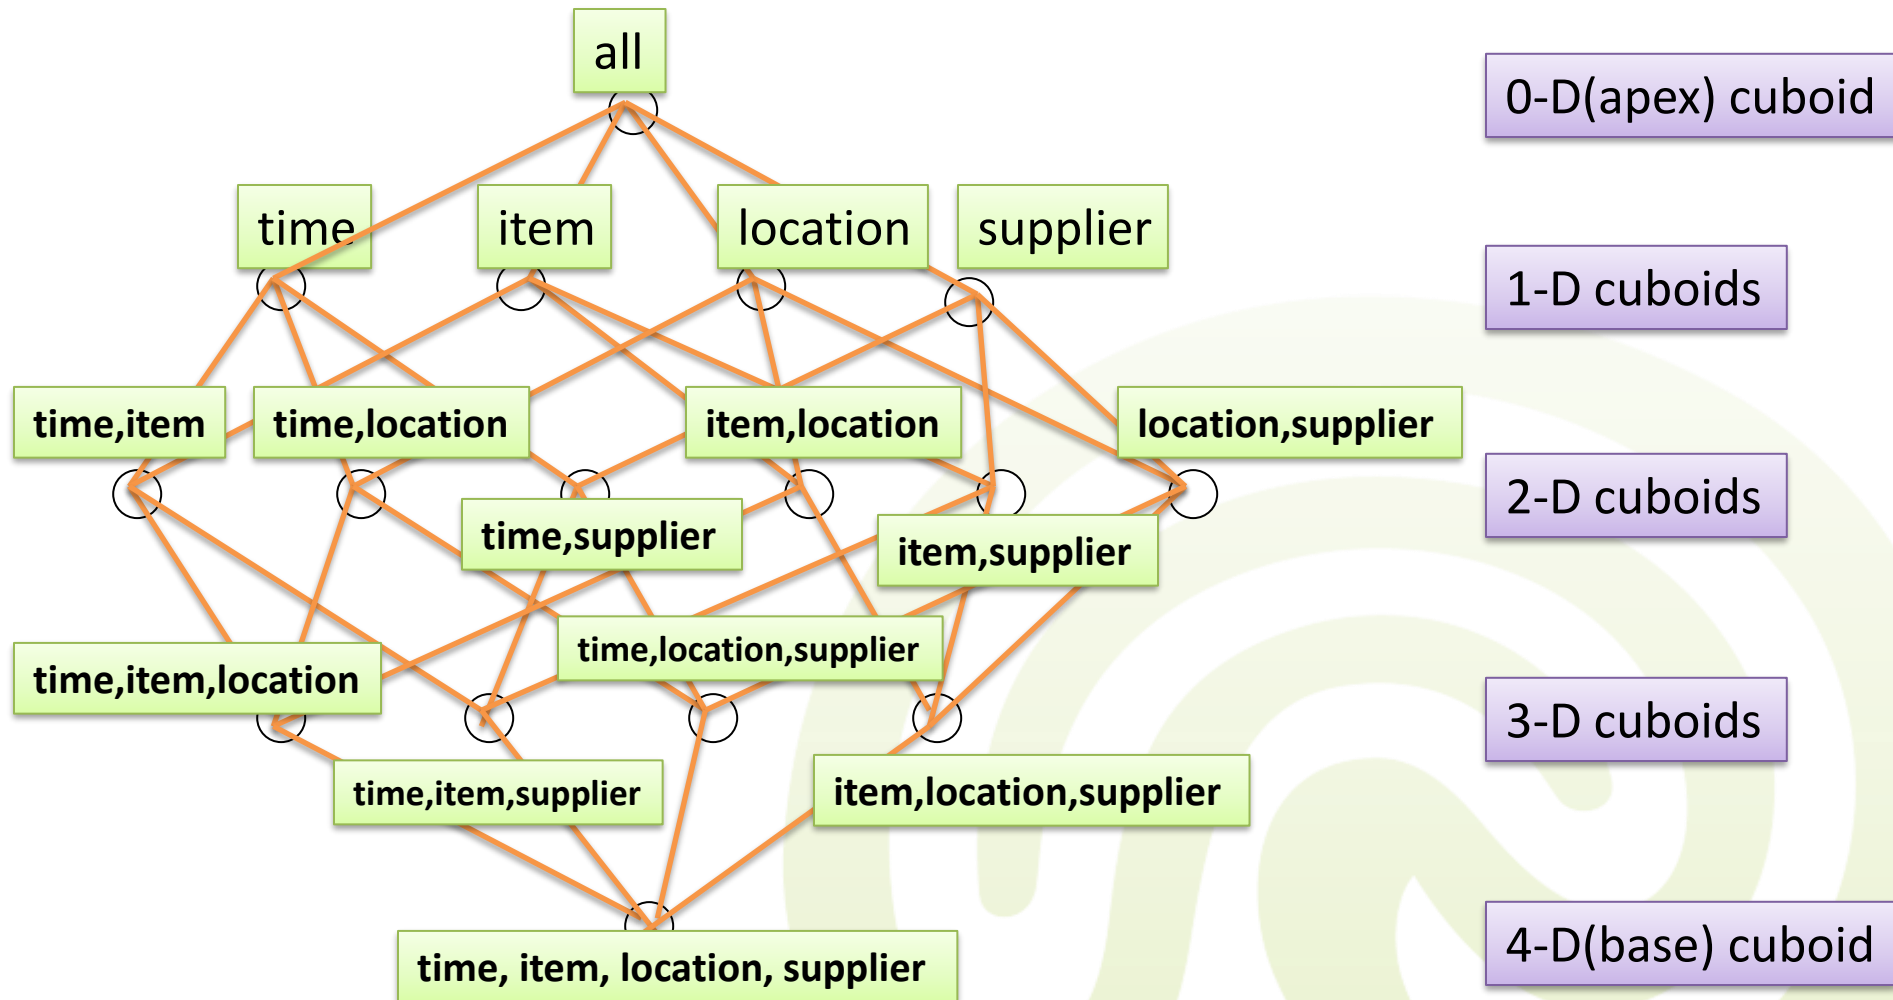 all
0-D(apex) cuboid
time
item
location
supplier
1-D cuboids
time,item
time,location
item,location
location,supplier
2-D cuboids
time,supplier
item,supplier
time,location,supplier
time,item,location
3-D cuboids
time,item,supplier
item,location,supplier
4-D(base) cuboid
time, item, location, supplier